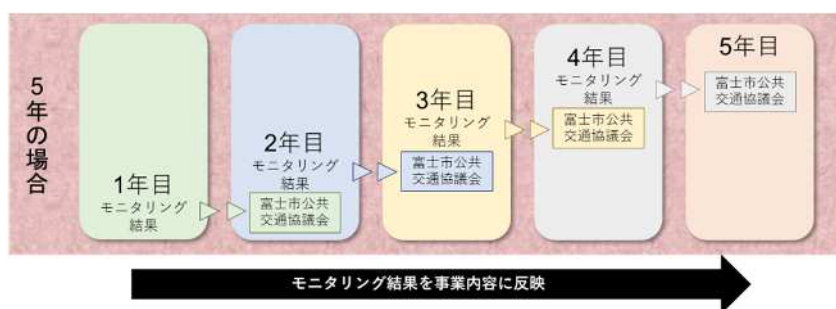 5年の場合
1年目
モニタリング
結果
2年目
モニタリング
結果
富士市公共
交通協議会
3年目
モニタリング
結果
富士市公共
交通協議会
4年目
モニタリング
結果
富士市公共
交通協議会
5年目
富士市公共
交通協議会
モニタリング結果を事業内容に反映